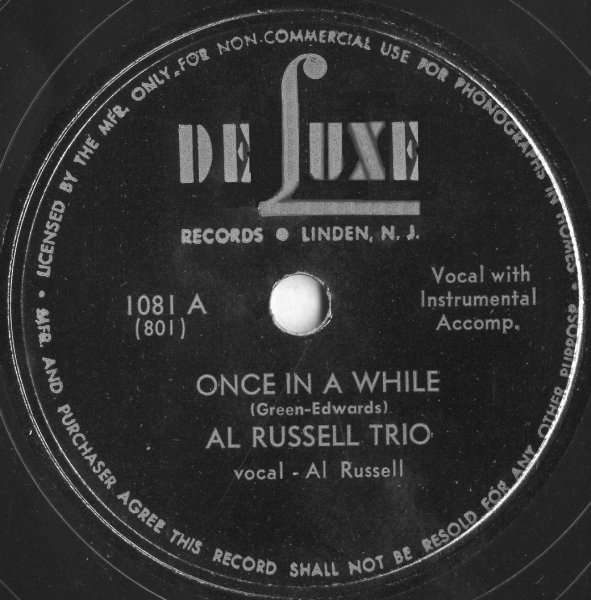 DE LUXE
RECORDS ● LINDEN, N. J.
1081 A
(801)
Vocal with
Instrumental
Accomp.
ONCE IN A WHILE
(Green-Edwards)
AL RUSSELL TRIO
vocal - Al Russell
• LICENSED BY THE MFR. ONLY, FOR NON-COMMERCIAL USE FOR PHONOGRAPHS IN HOMES •
MFR. AND PURCHASER AGREE THIS RECORD SHALL NOT BE RESOLD FOR ANY OTHER PURPOSE